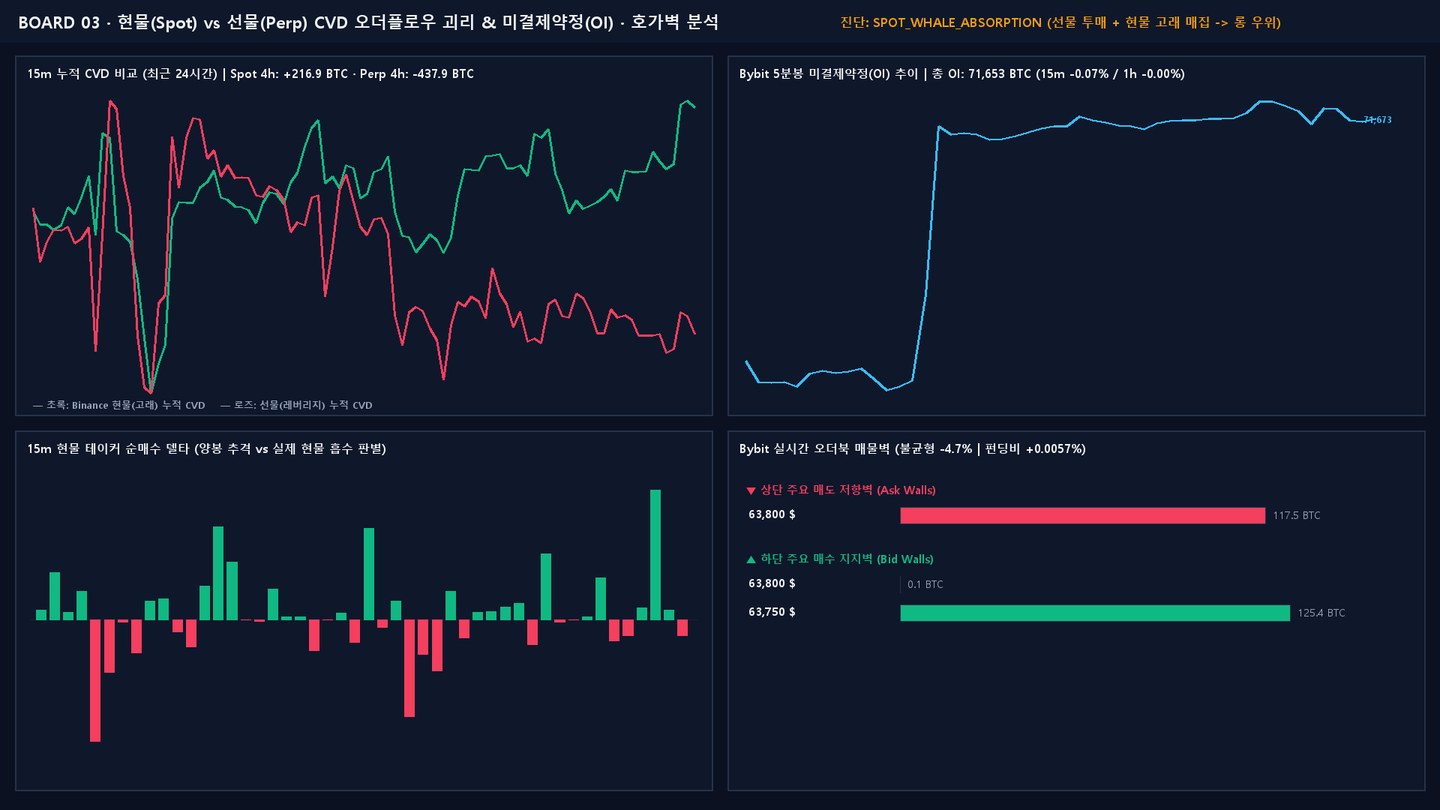 BOARD 03 · 현물(Spot) vs 선물(Perp) CVD 오더플로우 괴리 & 미결제약정(OI) · 호가벽 분석
진단: SPOT_WHALE_ABSORPTION (선물 투매 + 현물 고래 매집 -> 롱 우위)
15m 누적 CVD 비교 (최근 24시간) | Spot 4h: +216.9 BTC · Perp 4h: -437.9 BTC
— 초록: Binance 현물(고래) 누적 CVD — 로즈: 선물(레버리지) 누적 CVD
Bybit 5분봉 미결제약정(OI) 추이 | 총 OI: 71,653 BTC (15m -0.07% / 1h -0.00%)
71,673
15m 현물 테이커 순매수 델타 (양봉 추격 vs 실제 현물 흡수 판별)
Bybit 실시간 오더북 매물벽 (불균형 -4.7% | 펀딩비 +0.0057%)
▼ 상단 주요 매도 저항벽 (Ask Walls)
63,800 $ 117.5 BTC
▲ 하단 주요 매수 지지벽 (Bid Walls)
63,800 $ 0.1 BTC
63,750 $ 125.4 BTC